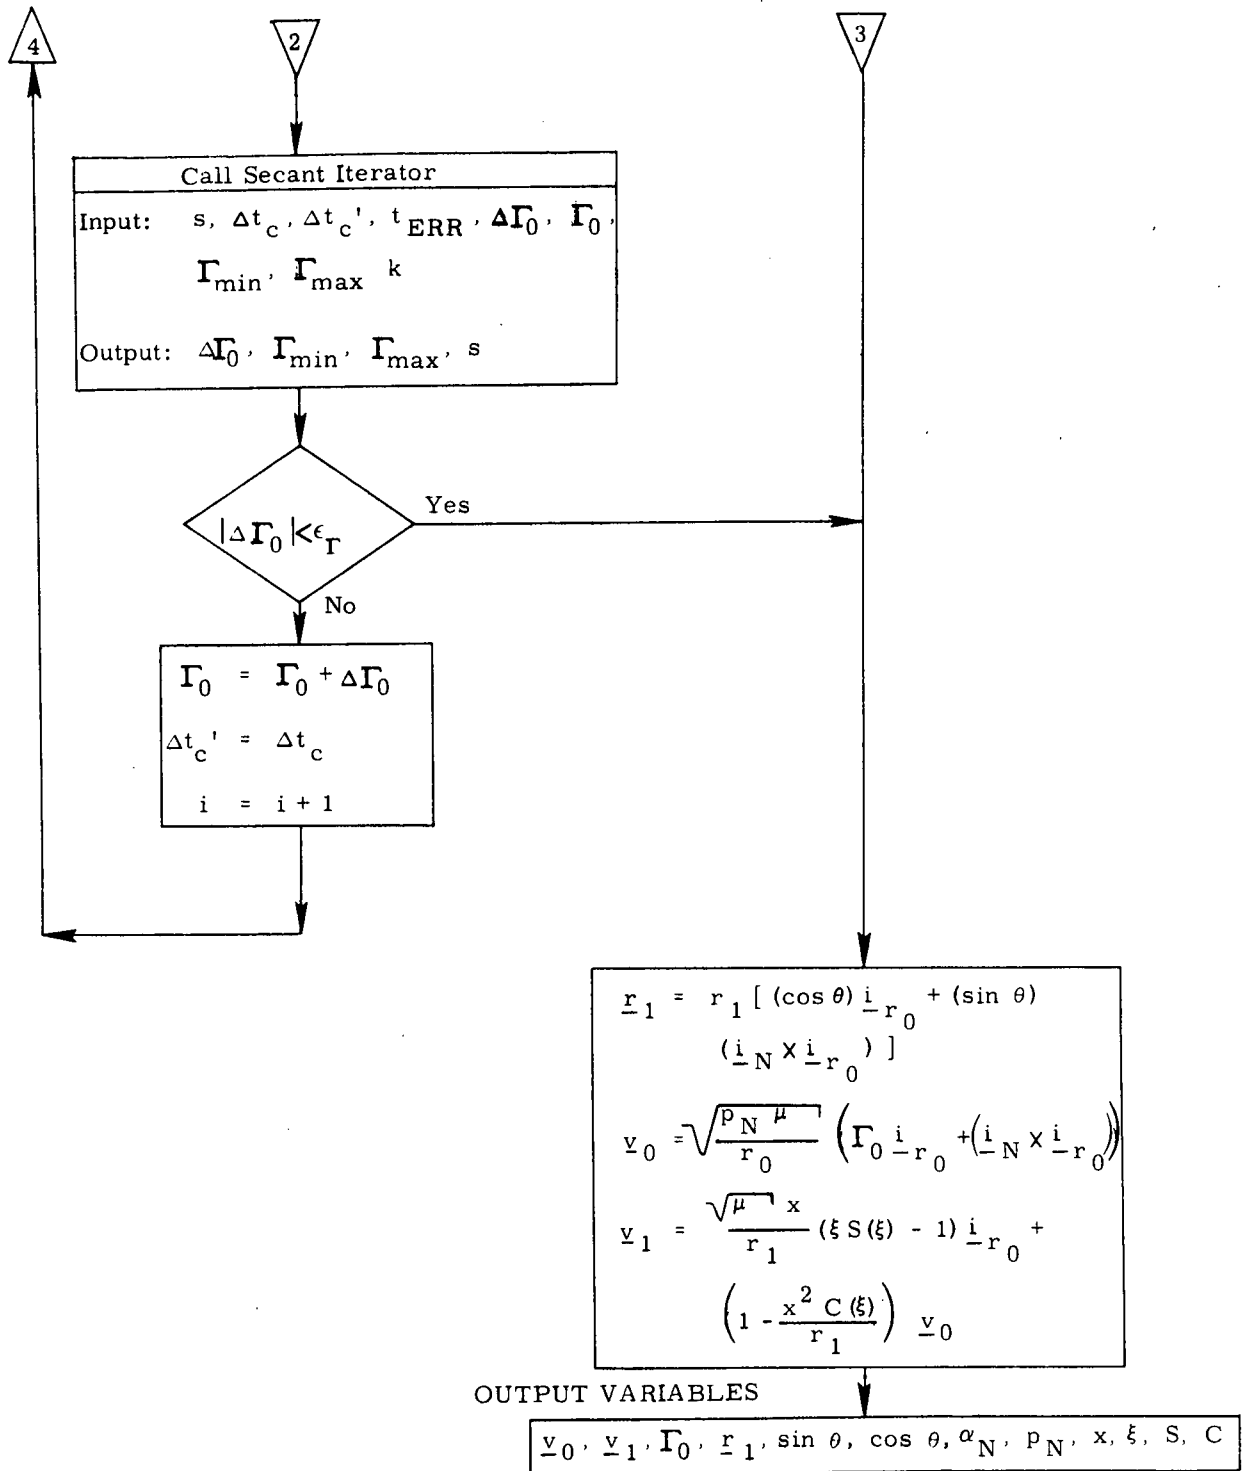 4
2
3
Call Secant Iterator
Input: s, Δt_c, Δt_c', t_ERR, ΔΓ_0, Γ_0,
Γ_min, Γ_max k
Output: ΔΓ_0, Γ_min, Γ_max, s
|ΔΓ_0|<ϵ_Γ
Yes
No
Γ_0 = Γ_0 + ΔΓ_0
Δt_c' = Δt_c
i = i + 1
r_1 = r_1 [ (cos θ) i_r_0 + (sin θ)
(i_N X i_r_0) ]
v_0 = √(p_N μ)/r_0 (Γ_0 i_r_0 + (i_N X i_r_0))
v_1 = √μ x/r_1 (ξ S(ξ) - 1) i_r_0 +
(1 - x^2 C(ξ)/r_1) v_0
OUTPUT VARIABLES
v_0, v_1, Γ_0, r_1, sin θ, cos θ, α_N, p_N, x, ξ, S, C